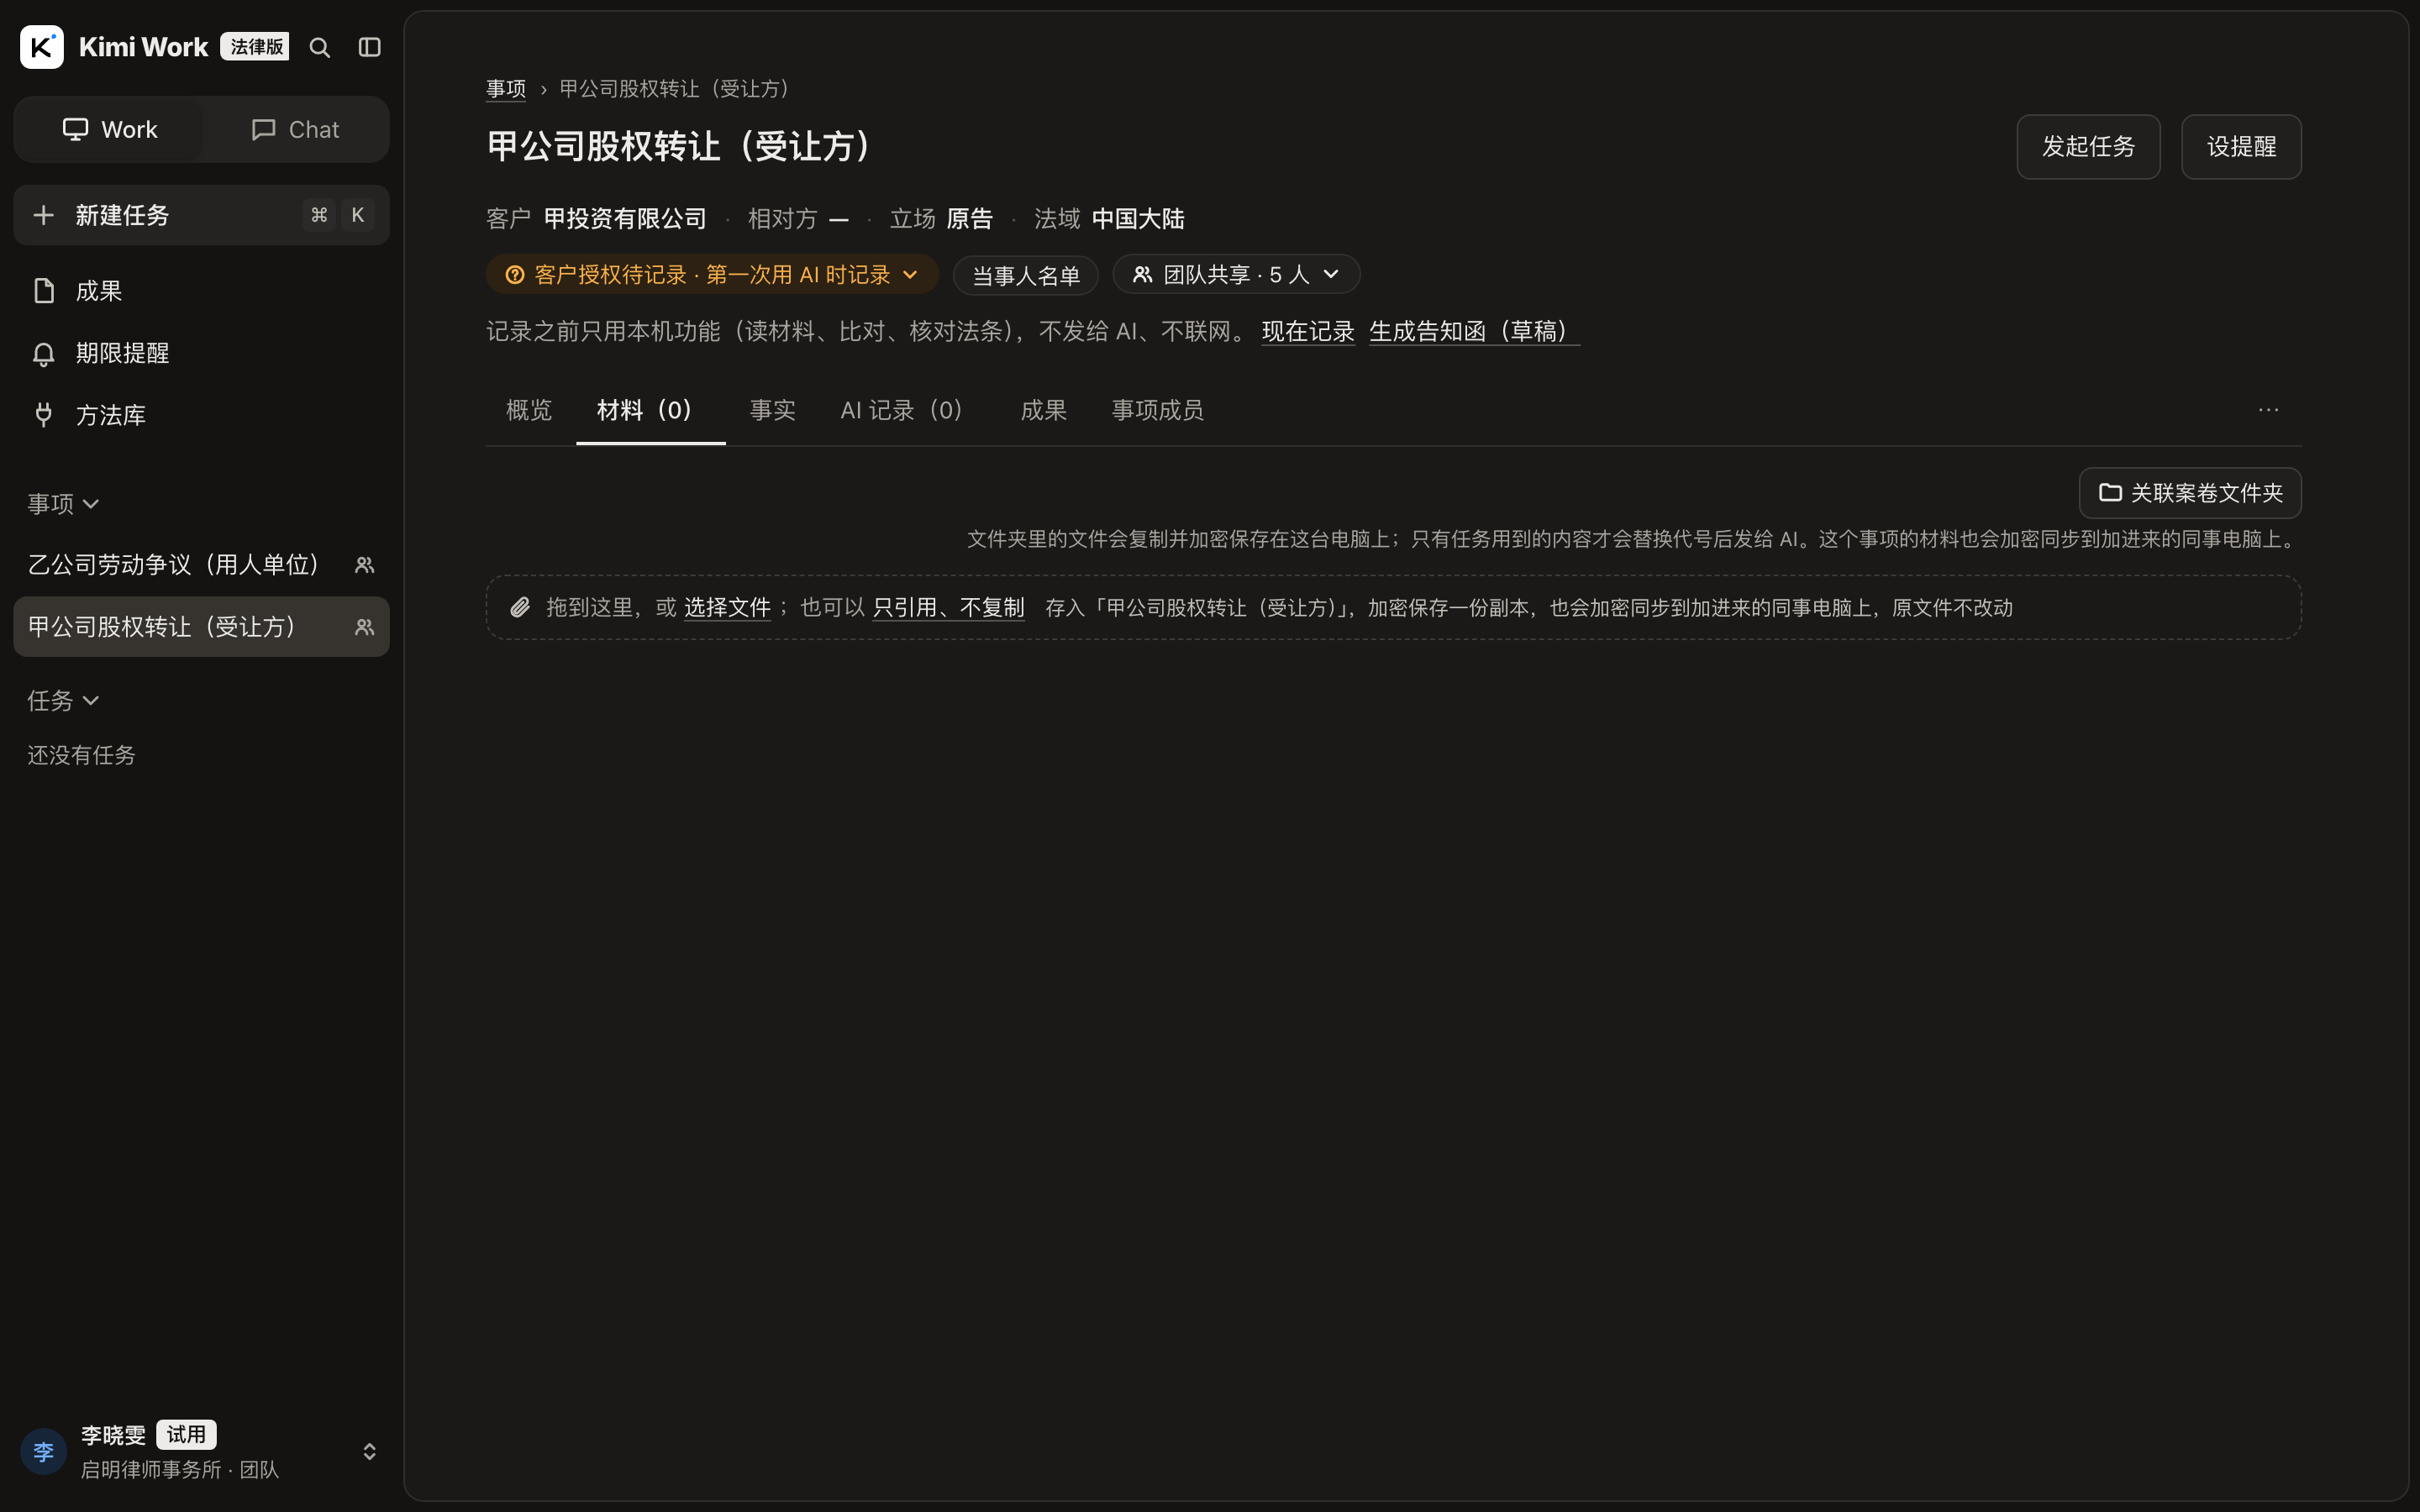 Kimi Work 法律版
Work Chat
新建任务 ⌘ K
成果
期限提醒
方法库
事项
乙公司劳动争议（用人单位）
甲公司股权转让（受让方）
任务
还没有任务
李 李晓雯 试用
启明律师事务所 · 团队
事项 › 甲公司股权转让（受让方）
甲公司股权转让（受让方）
发起任务 设提醒
客户 甲投资有限公司 · 相对方 — · 立场 原告 · 法域 中国大陆
客户授权待记录 · 第一次用 AI 时记录 当事人名单 团队共享 · 5 人
记录之前只用本机功能（读材料、比对、核对法条），不发给 AI、不联网。 现在记录 生成告知函（草稿）
概览 材料（0） 事实 AI 记录（0） 成果 事项成员 ···
关联案卷文件夹
文件夹里的文件会复制并加密保存在这台电脑上；只有任务用到的内容才会替换代号后发给 AI。这个事项的材料也会加密同步到加进来的同事电脑上。
拖到这里，或 选择文件 ；也可以 只引用、不复制 存入「甲公司股权转让（受让方）」，加密保存一份副本，也会加密同步到加进来的同事电脑上，原文件不改动